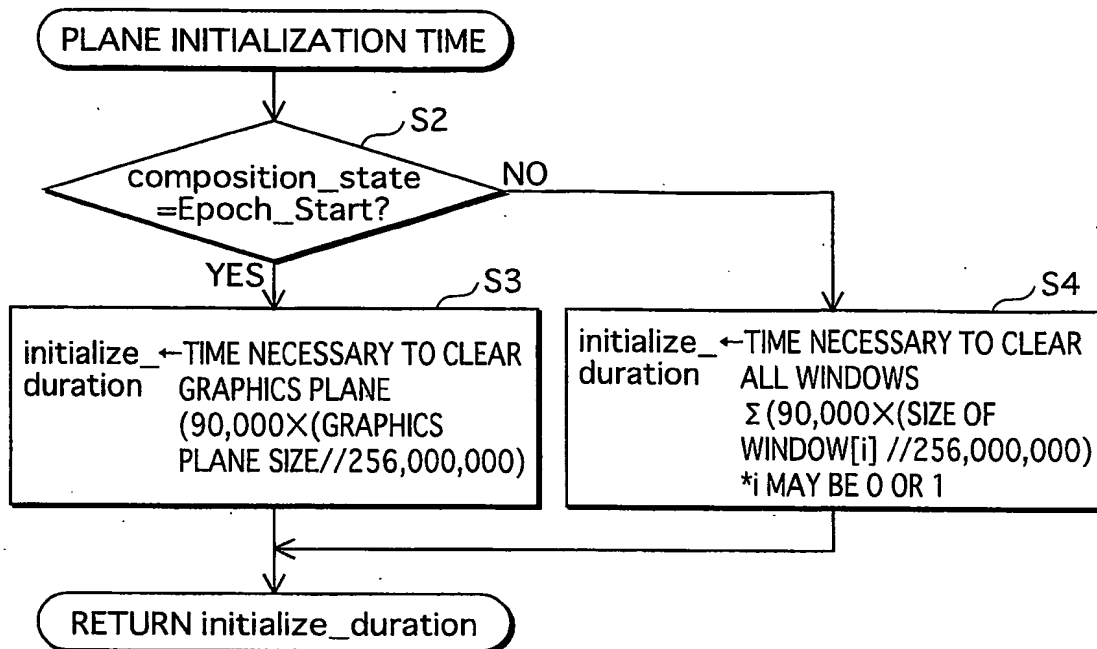 PLANE INITIALIZATION TIME
S2
composition_state
=Epoch_Start?
NO
YES
S3
initialize_←TIME NECESSARY TO CLEAR
duration GRAPHICS PLANE
(90,000×(GRAPHICS
PLANE SIZE//256,000,000)
S4
initialize_←TIME NECESSARY TO CLEAR
duration ALL WINDOWS
Σ(90,000×(SIZE OF
WINDOW[i] //256,000,000)
*i MAY BE 0 OR 1
RETURN initialize_duration